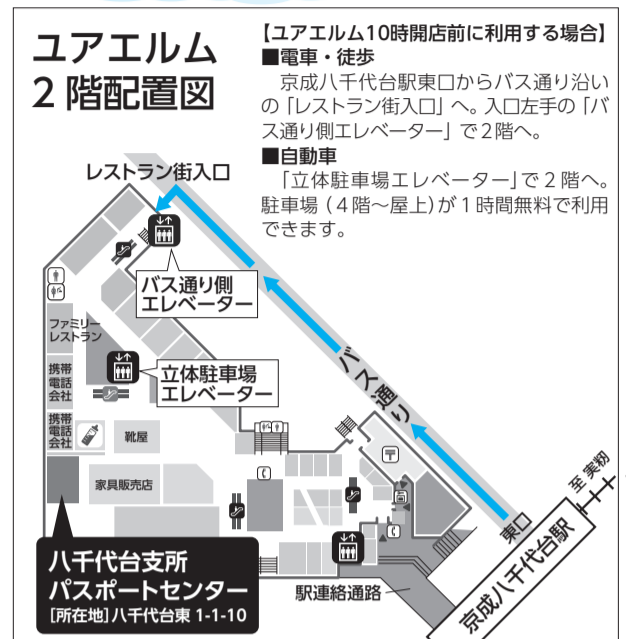 ユアエルム
2階配置図
【ユアエルム10時開店前に利用する場合】
■電車・徒歩
京成八千代台駅東口からバス通り沿い
の「レストラン街入口」へ。入口左手の「バ
ス通り側エレベーター」で2階へ。
■自動車
「立体駐車場エレベーター」で2階へ。
駐車場(4階~屋上)が1時間無料で利用
できます。
レストラン街入口
バス通り側
エレベーター
ファミリー
レストラン
立体駐車場
エレベーター
携帯
電話
会社
携帯
電話
会社
靴屋
家具販売店
バス通り
〒
八千代台支所
パスポートセンター
[所在地]八千代台東 1-1-10
駅連絡通路
東口
京成八千代台駅
至 実籾